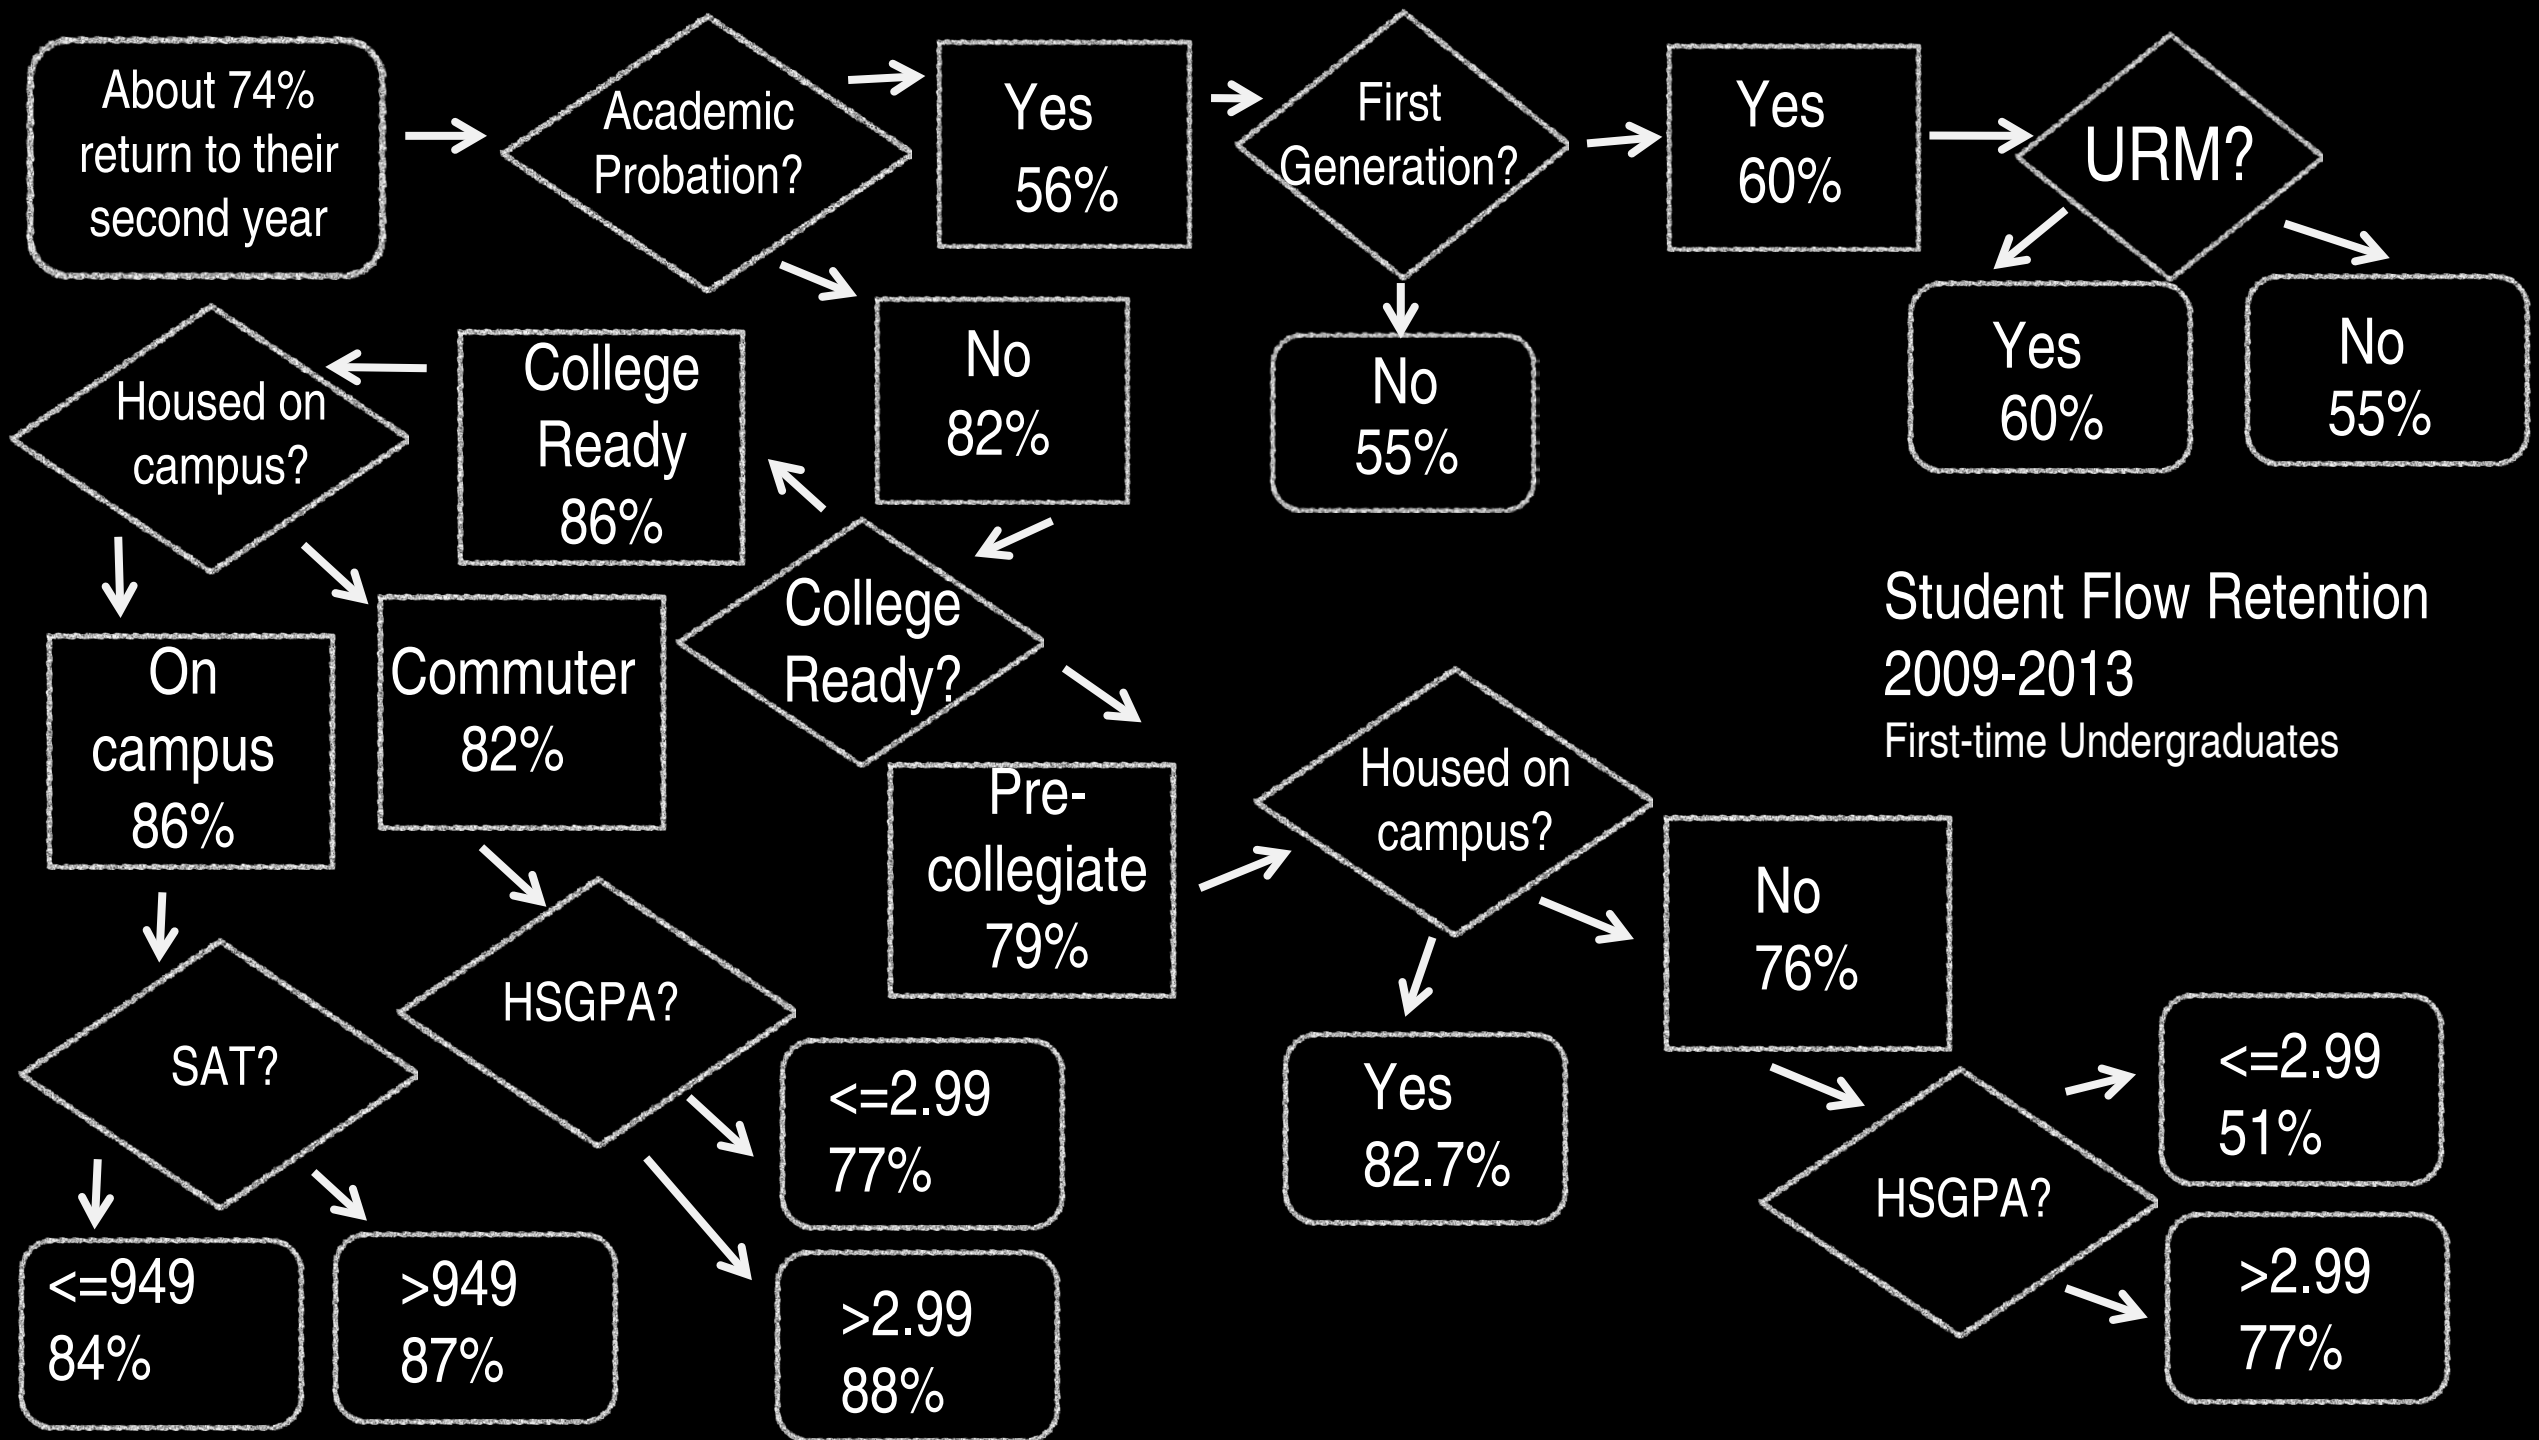 About 74%
return to their
second year
Academic
Probation?
Yes
56%
First
Generation?
Yes
60%
URM?
Yes
60%
No
55%
No
55%
No
82%
College
Ready
86%
Housed on
campus?
College
Ready?
On
campus
86%
Commuter
82%
Student Flow Retention
2009-2013
First-time Undergraduates
Pre-
collegiate
79%
Housed on
campus?
No
76%
SAT?
HSGPA?
<=949
84%
>949
87%
<=2.99
77%
>2.99
88%
Yes
82.7%
HSGPA?
<=2.99
51%
>2.99
77%